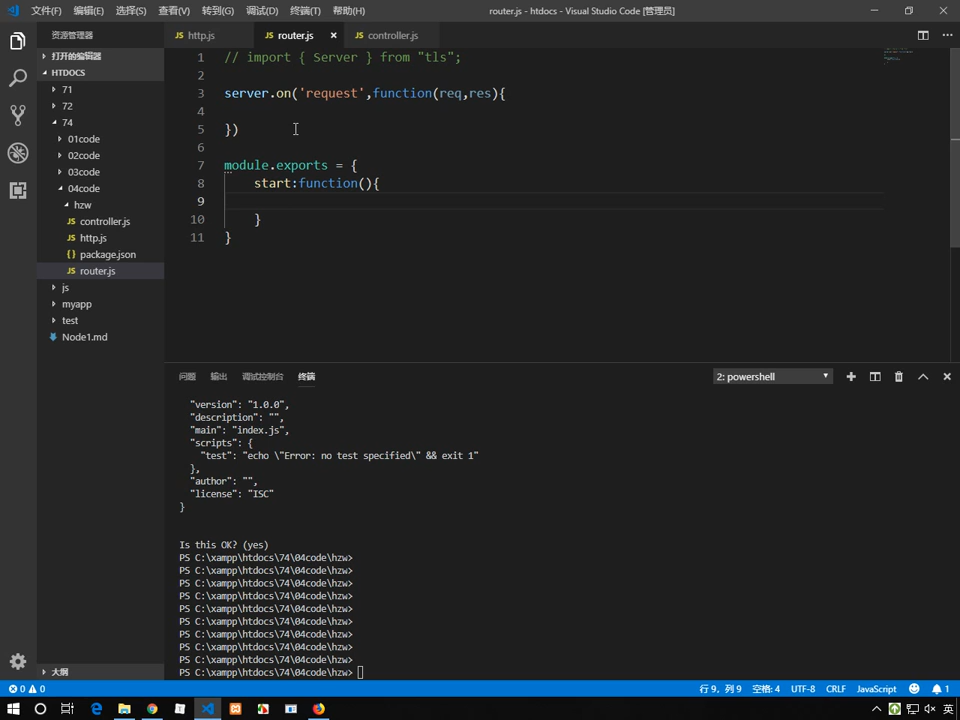 文件(F) 编辑(E) 选择(S) 查看(V) 转到(G) 调试(D) 终端(T) 帮助(H) router.js - htdocs - Visual Studio Code [管理员]
资源管理器
JS http.js JS router.js JS controller.js
打开的编辑器
HTDOCS
71
72
74
01code
02code
03code
04code
hzw
JS controller.js
JS http.js
{} package.json
JS router.js
js
myapp
test
Node1.md
大纲
1 // import { Server } from "tls";
2
3 server.on('request',function(req,res){
4
5 })
6
7 module.exports = {
8 start:function(){
9
10 }
11 }
问题 输出 调试控制台 终端 2: powershell
"version": "1.0.0",
"description": "",
"main": "index.js",
"scripts": {
"test": "echo \"Error: no test specified\" && exit 1"
},
"author": "",
"license": "ISC"
}
Is this OK? (yes)
PS C:\xampp\htdocs\74\04code\hzw>
PS C:\xampp\htdocs\74\04code\hzw>
PS C:\xampp\htdocs\74\04code\hzw>
PS C:\xampp\htdocs\74\04code\hzw>
PS C:\xampp\htdocs\74\04code\hzw>
PS C:\xampp\htdocs\74\04code\hzw>
PS C:\xampp\htdocs\74\04code\hzw>
PS C:\xampp\htdocs\74\04code\hzw>
PS C:\xampp\htdocs\74\04code\hzw>
PS C:\xampp\htdocs\74\04code\hzw>
0 0 行 9，列 9 空格: 4 UTF-8 CRLF JavaScript 1
英